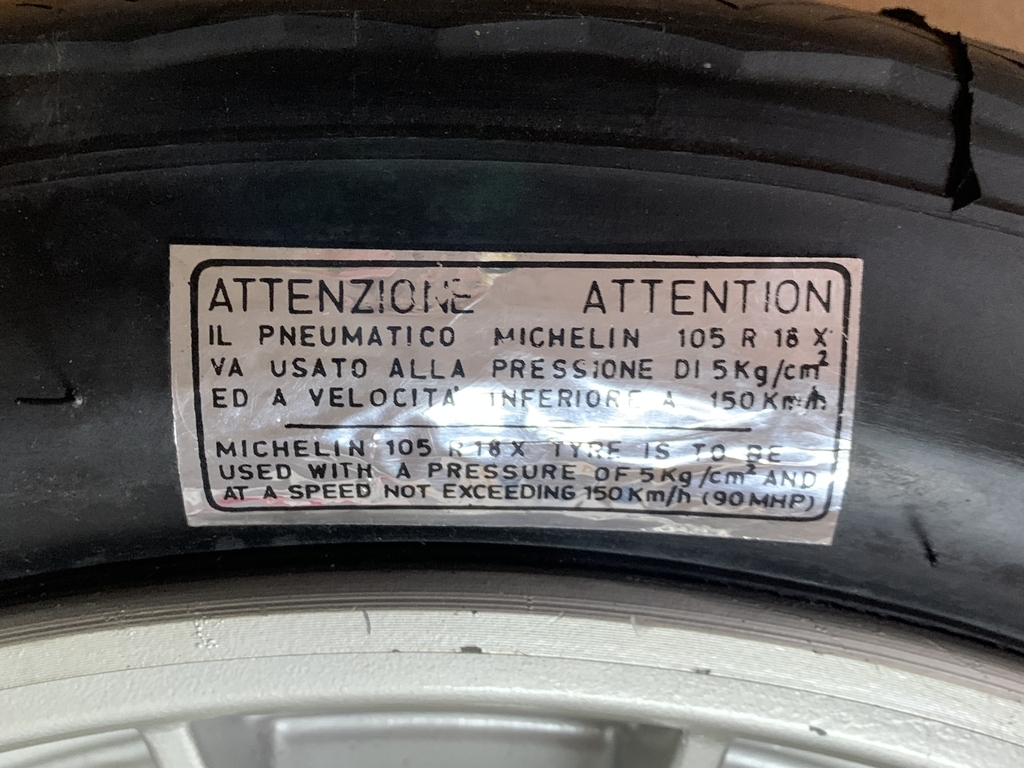 ATTENZIONE ATTENTION
IL PNEUMATICO MICHELIN 105 R 18 X
VA USATO ALLA PRESSIONE DI 5 Kg/cm²
ED A VELOCITA' INFERIORE A 150 Km/h
MICHELIN 105 R 18 X TYRE IS TO BE
USED WITH A PRESSURE OF 5 Kg/cm² AND
AT A SPEED NOT EXCEEDING 150 Km/h (90 MHP)